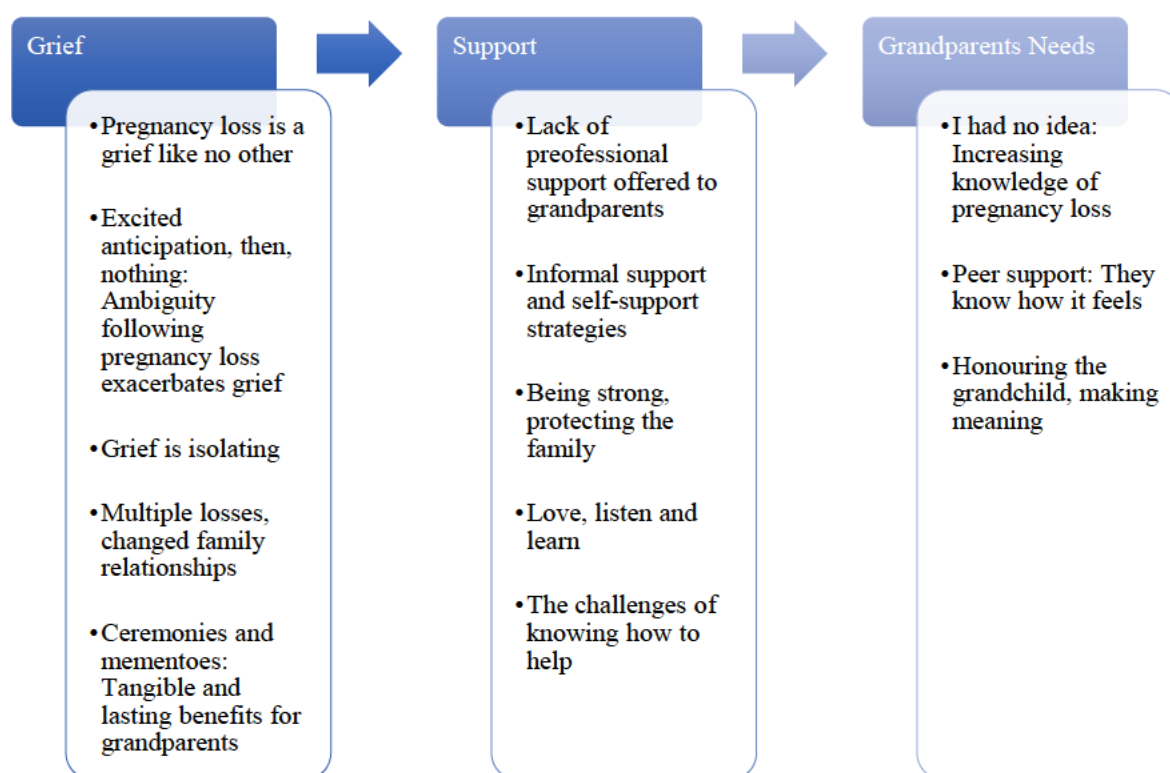 Grief
•Pregnancy loss is a
grief like no other
•Excited
anticipation, then,
nothing:
Ambiguity
following
pregnancy loss
exacerbates grief
•Grief is isolating
•Multiple losses,
changed family
relationships
•Ceremonies and
mementoes:
Tangible and
lasting benefits for
grandparents
Support
•Lack of
preofessional
support offered to
grandparents
•Informal support
and self-support
strategies
•Being strong,
protecting the
family
•Love, listen and
learn
•The challenges of
knowing how to
help
Grandparents Needs
•I had no idea:
Increasing
knowledge of
pregnancy loss
•Peer support: They
know how it feels
•Honouring the
grandchild, making
meaning